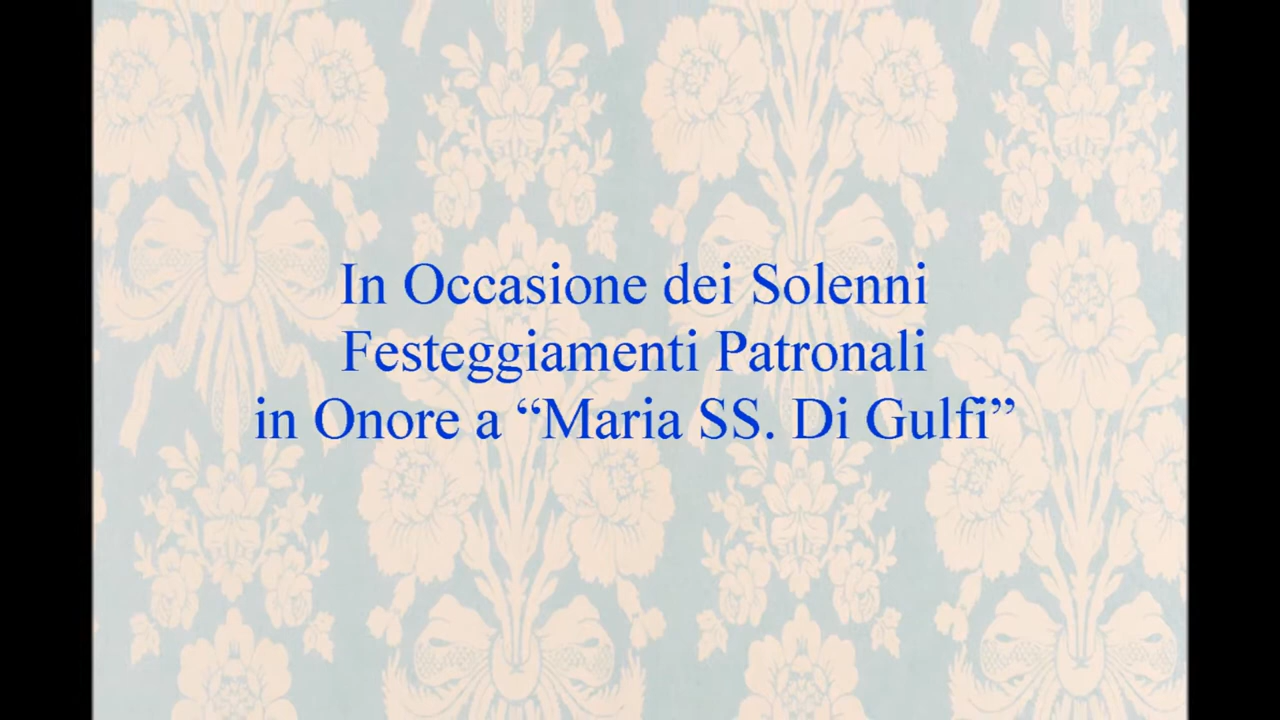 In Occasione dei Solenni
Festeggiamenti Patronali
in Onore a “Maria SS. Di Gulfi”